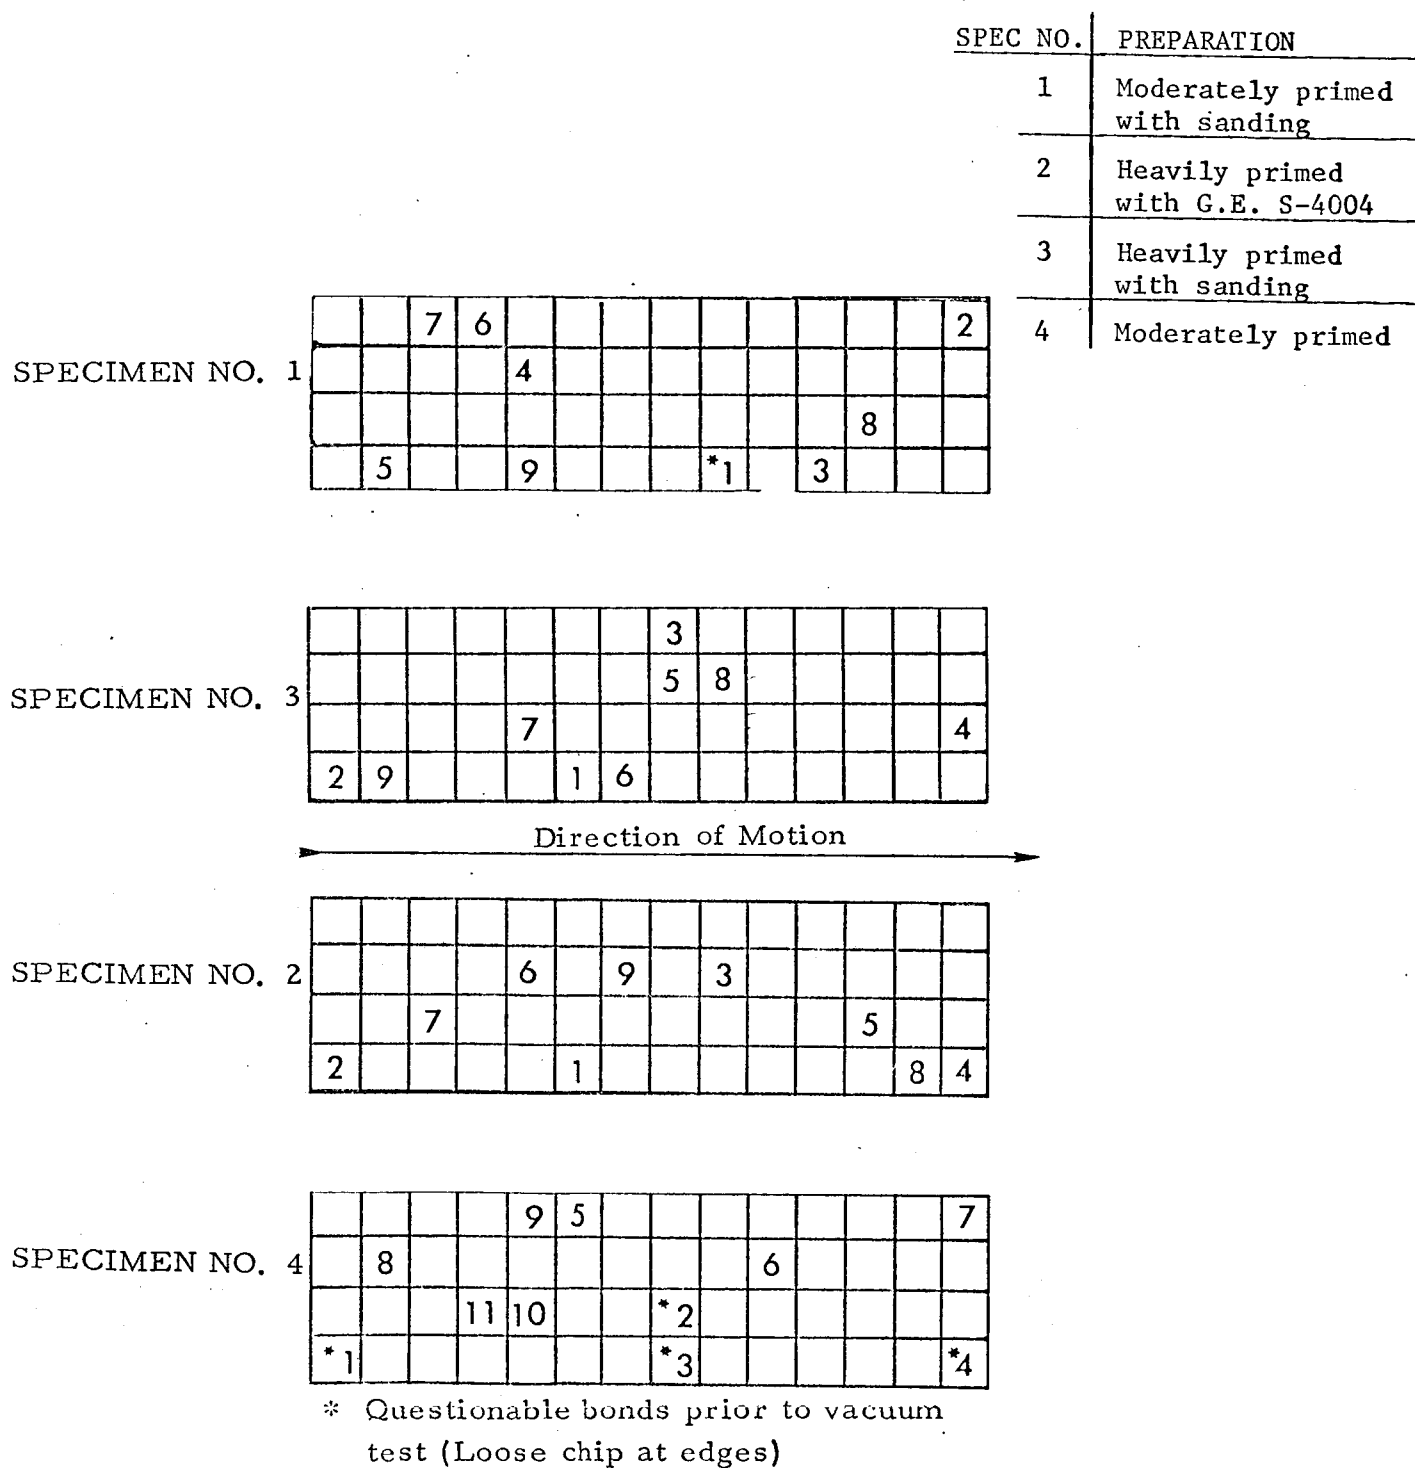 SPEC NO. PREPARATION
1 Moderately primed
with sanding
2 Heavily primed
with G.E. S-4004
3 Heavily primed
with sanding
4 Moderately primed
SPECIMEN NO. 1
7 6 2
4
8
5 9 *1 3
SPECIMEN NO. 3
3
5 8
7 4
2 9 1 6
Direction of Motion
SPECIMEN NO. 2
6 9 3
7 5
2 1 8 4
SPECIMEN NO. 4
9 5 7
8 6
11 10 *2
*1 *3 *4
* Questionable bonds prior to vacuum
test (Loose chip at edges)